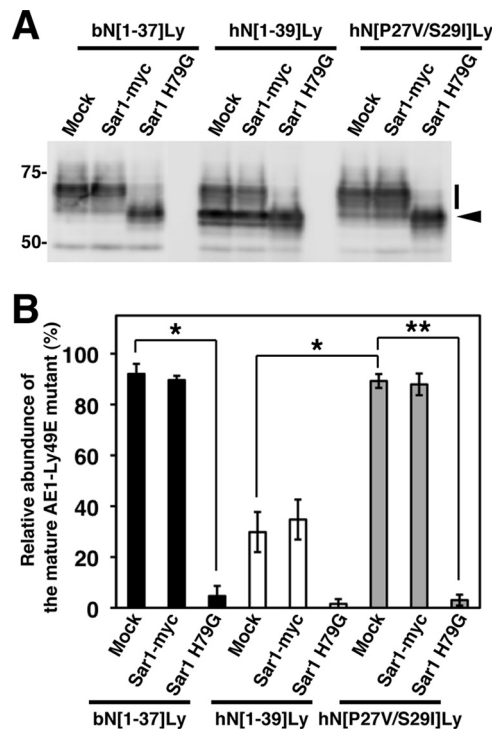 A
bN[1-37]Ly hN[1-39]Ly hN[P27V/S29I]Ly
Mock Sar1-myc Sar1 H79G Mock Sar1-myc Sar1 H79G Mock Sar1-myc Sar1 H79G
75-
50-
B
Relative abundance of
the mature AE1-Ly49E mutant (%)
100
80
60
40
20
0
* * **
Mock Sar1-myc Sar1 H79G Mock Sar1-myc Sar1 H79G Mock Sar1-myc Sar1 H79G
bN[1-37]Ly hN[1-39]Ly hN[P27V/S29I]Ly